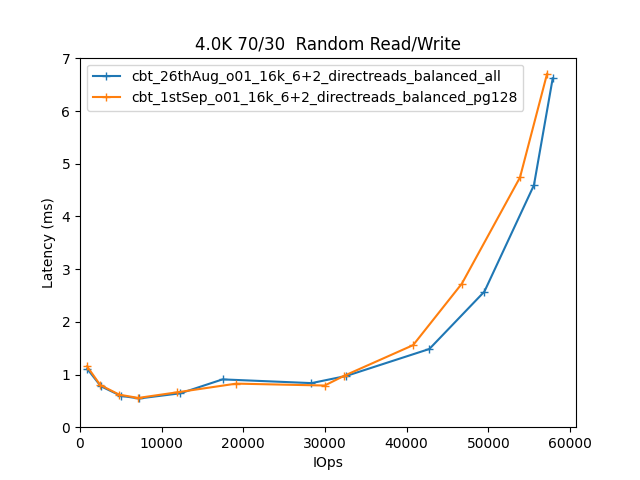 4.0K 70/30  Random Read/Write
cbt_26thAug_o01_16k_6+2_directreads_balanced_all
cbt_1stSep_o01_16k_6+2_directreads_balanced_pg128
Latency (ms)
7
6
5
4
3
2
1
0
0 10000 20000 30000 40000 50000 60000
IOps